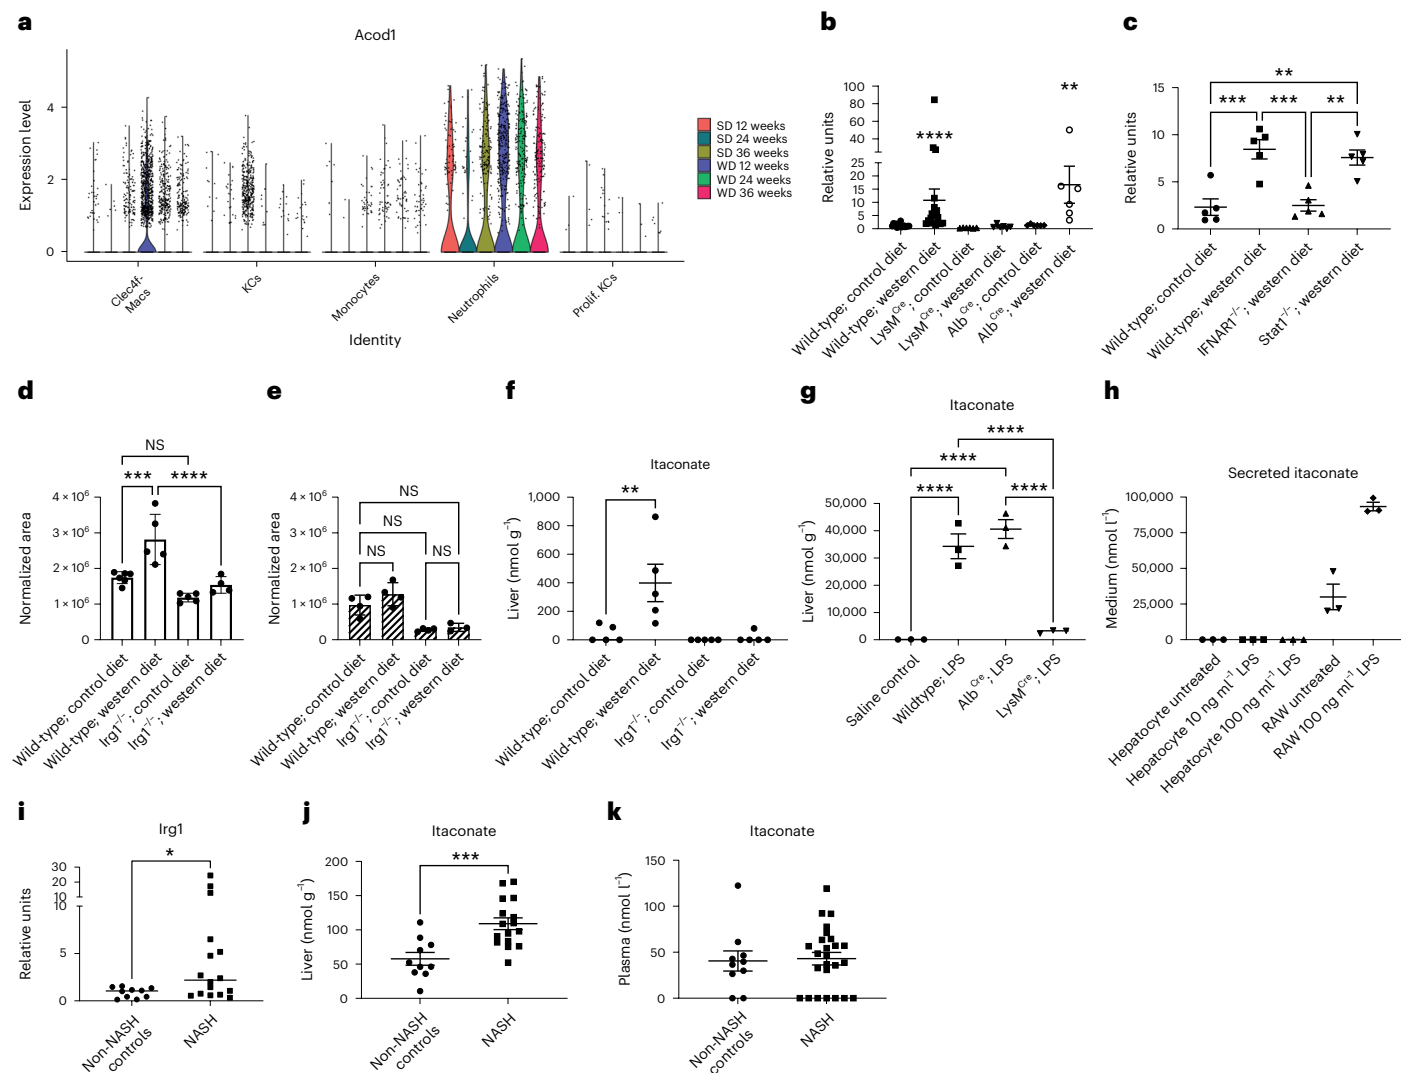 a
Acod1
Expression level
4
2
0
Clec4f-
Macs
KCs
Monocytes
Neutrophils
Prolif. KCs
Identity
SD 12 weeks
SD 24 weeks
SD 36 weeks
WD 12 weeks
WD 24 weeks
WD 36 weeks
b
Relative units
100
80
60
40
25
20
15
10
5
0
****
**
Wild-type; control diet
Wild-type; western diet
LysM^Cre; control diet
LysM^Cre; western diet
Alb^Cre; control diet
Alb^Cre; western diet
c
Relative units
15
10
5
0
**
*** *** **
Wild-type; control diet
Wild-type; western diet
IFNAR1^−/−; western diet
Stat1^−/−; western diet
d
Normalized area
4 × 10⁶
3 × 10⁶
2 × 10⁶
1 × 10⁶
0
NS
*** ****
Wild-type; control diet
Wild-type; western diet
Irg1^−/−; control diet
Irg1^−/−; western diet
e
Normalized area
4 × 10⁶
3 × 10⁶
2 × 10⁶
1 × 10⁶
0
NS
NS
NS NS
Wild-type; control diet
Wild-type; western diet
Irg1^−/−; control diet
Irg1^−/−; western diet
f
Itaconate
Liver (nmol g⁻¹)
1,000
800
600
400
200
0
**
Wild-type; control diet
Wild-type; western diet
Irg1^−/−; control diet
Irg1^−/−; western diet
g
Itaconate
Liver (nmol g⁻¹)
50,000
40,000
30,000
20,000
10,000
0
****
****
**** ****
Saline control
Wildtype; LPS
Alb^Cre; LPS
LysM^Cre; LPS
h
Secreted itaconate
Medium (nmol l⁻¹)
100,000
75,000
50,000
25,000
0
Hepatocyte untreated
Hepatocyte 10 ng ml⁻¹ LPS
Hepatocyte 100 ng ml⁻¹ LPS
RAW untreated
RAW 100 ng ml⁻¹ LPS
i
Irg1
Relative units
30
20
10
10
5
0
*
Non-NASH
controls
NASH
j
Itaconate
Liver (nmol g⁻¹)
200
150
100
50
0
***
Non-NASH
controls
NASH
k
Itaconate
Plasma (nmol l⁻¹)
150
100
50
0
Non-NASH
controls
NASH